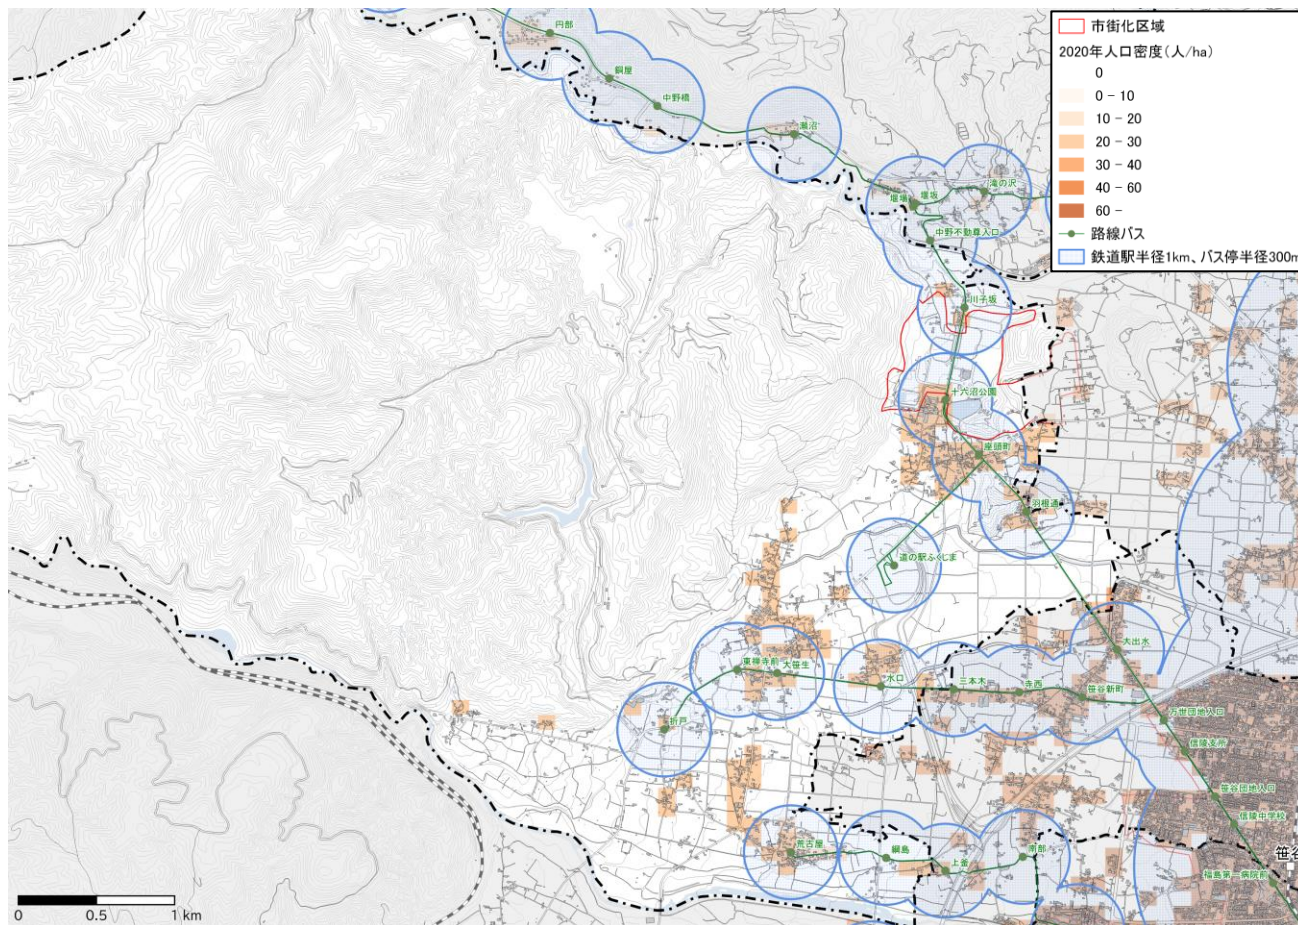 市街化区域
2020年人口密度(人/ha)
0
0 - 10
10 - 20
20 - 30
30 - 40
40 - 60
60 -
路線バス
鉄道駅半径1km、バス停半径300m
円部
銅屋
中野橋
瀬沼
滝の沢
堰坂
堰場
中野不動尊入口
川子坂
十六沼公園
座頭町
羽根通
道の駅ふくしま
大出水
東禅寺前
大笹生
水口
三本木
寺西
笹谷新町
折戸
万世団地入口
信陵支所
笹谷団地入口
信陵中学校
荒古屋
綱島
上釜
南部
笹谷
福島第一病院前
0
0.5
1 km